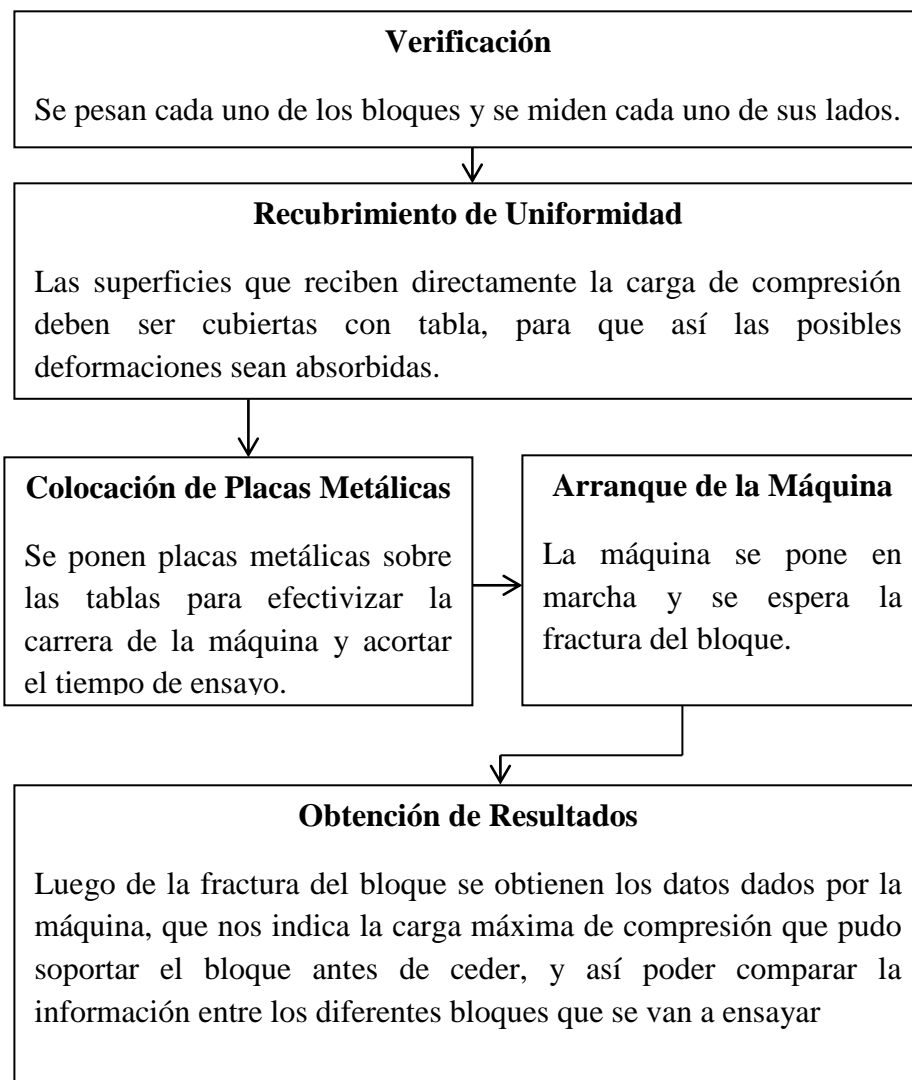 Verificación
Se pesan cada uno de los bloques y se miden cada uno de sus lados.
Recubrimiento de Uniformidad
Las superficies que reciben directamente la carga de compresión
deben ser cubiertas con tabla, para que así las posibles
deformaciones sean absorbidas.
Colocación de Placas Metálicas
Se ponen placas metálicas sobre
las tablas para efectivizar la
carrera de la máquina y acortar
el tiempo de ensayo.
Arranque de la Máquina
La máquina se pone en
marcha y se espera la
fractura del bloque.
Obtención de Resultados
Luego de la fractura del bloque se obtienen los datos dados por la
máquina, que nos indica la carga máxima de compresión que pudo
soportar el bloque antes de ceder, y así poder comparar la
información entre los diferentes bloques que se van a ensayar